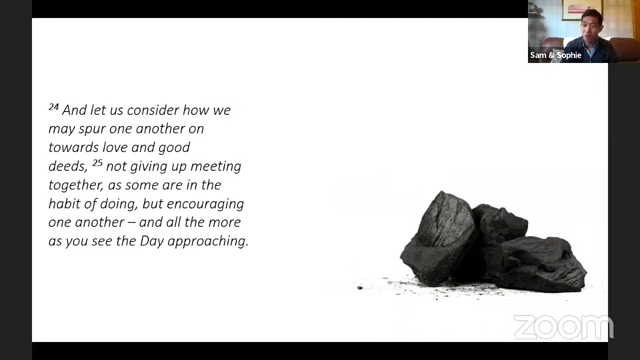 Sam & Sophie
24 And let us consider how we
may spur one another on
towards love and good
deeds, 25 not giving up meeting
together, as some are in the
habit of doing, but encouraging
one another – and all the more
as you see the Day approaching.
zoom